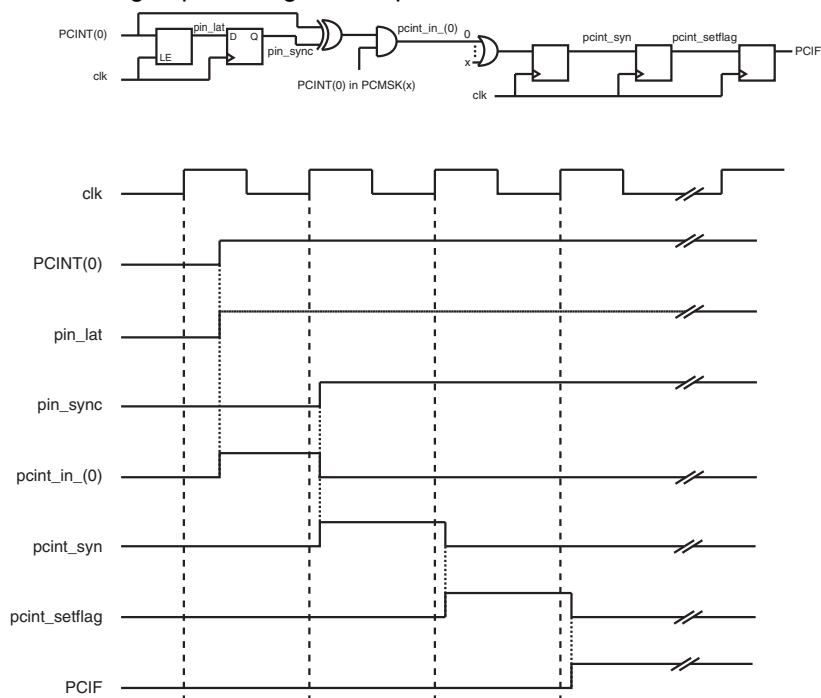 PCINT(0)
pin_lat
pcint_in_(0)
0
D
Q
pin_sync
LE
x
pcint_syn
pcint_setflag
PCIF
clk
PCINT(0) in PCMSK(x)
clk
clk
PCINT(0)
pin_lat
pin_sync
pcint_in_(0)
pcint_syn
pcint_setflag
PCIF